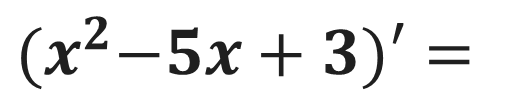 (x²−5x + 3)′ =